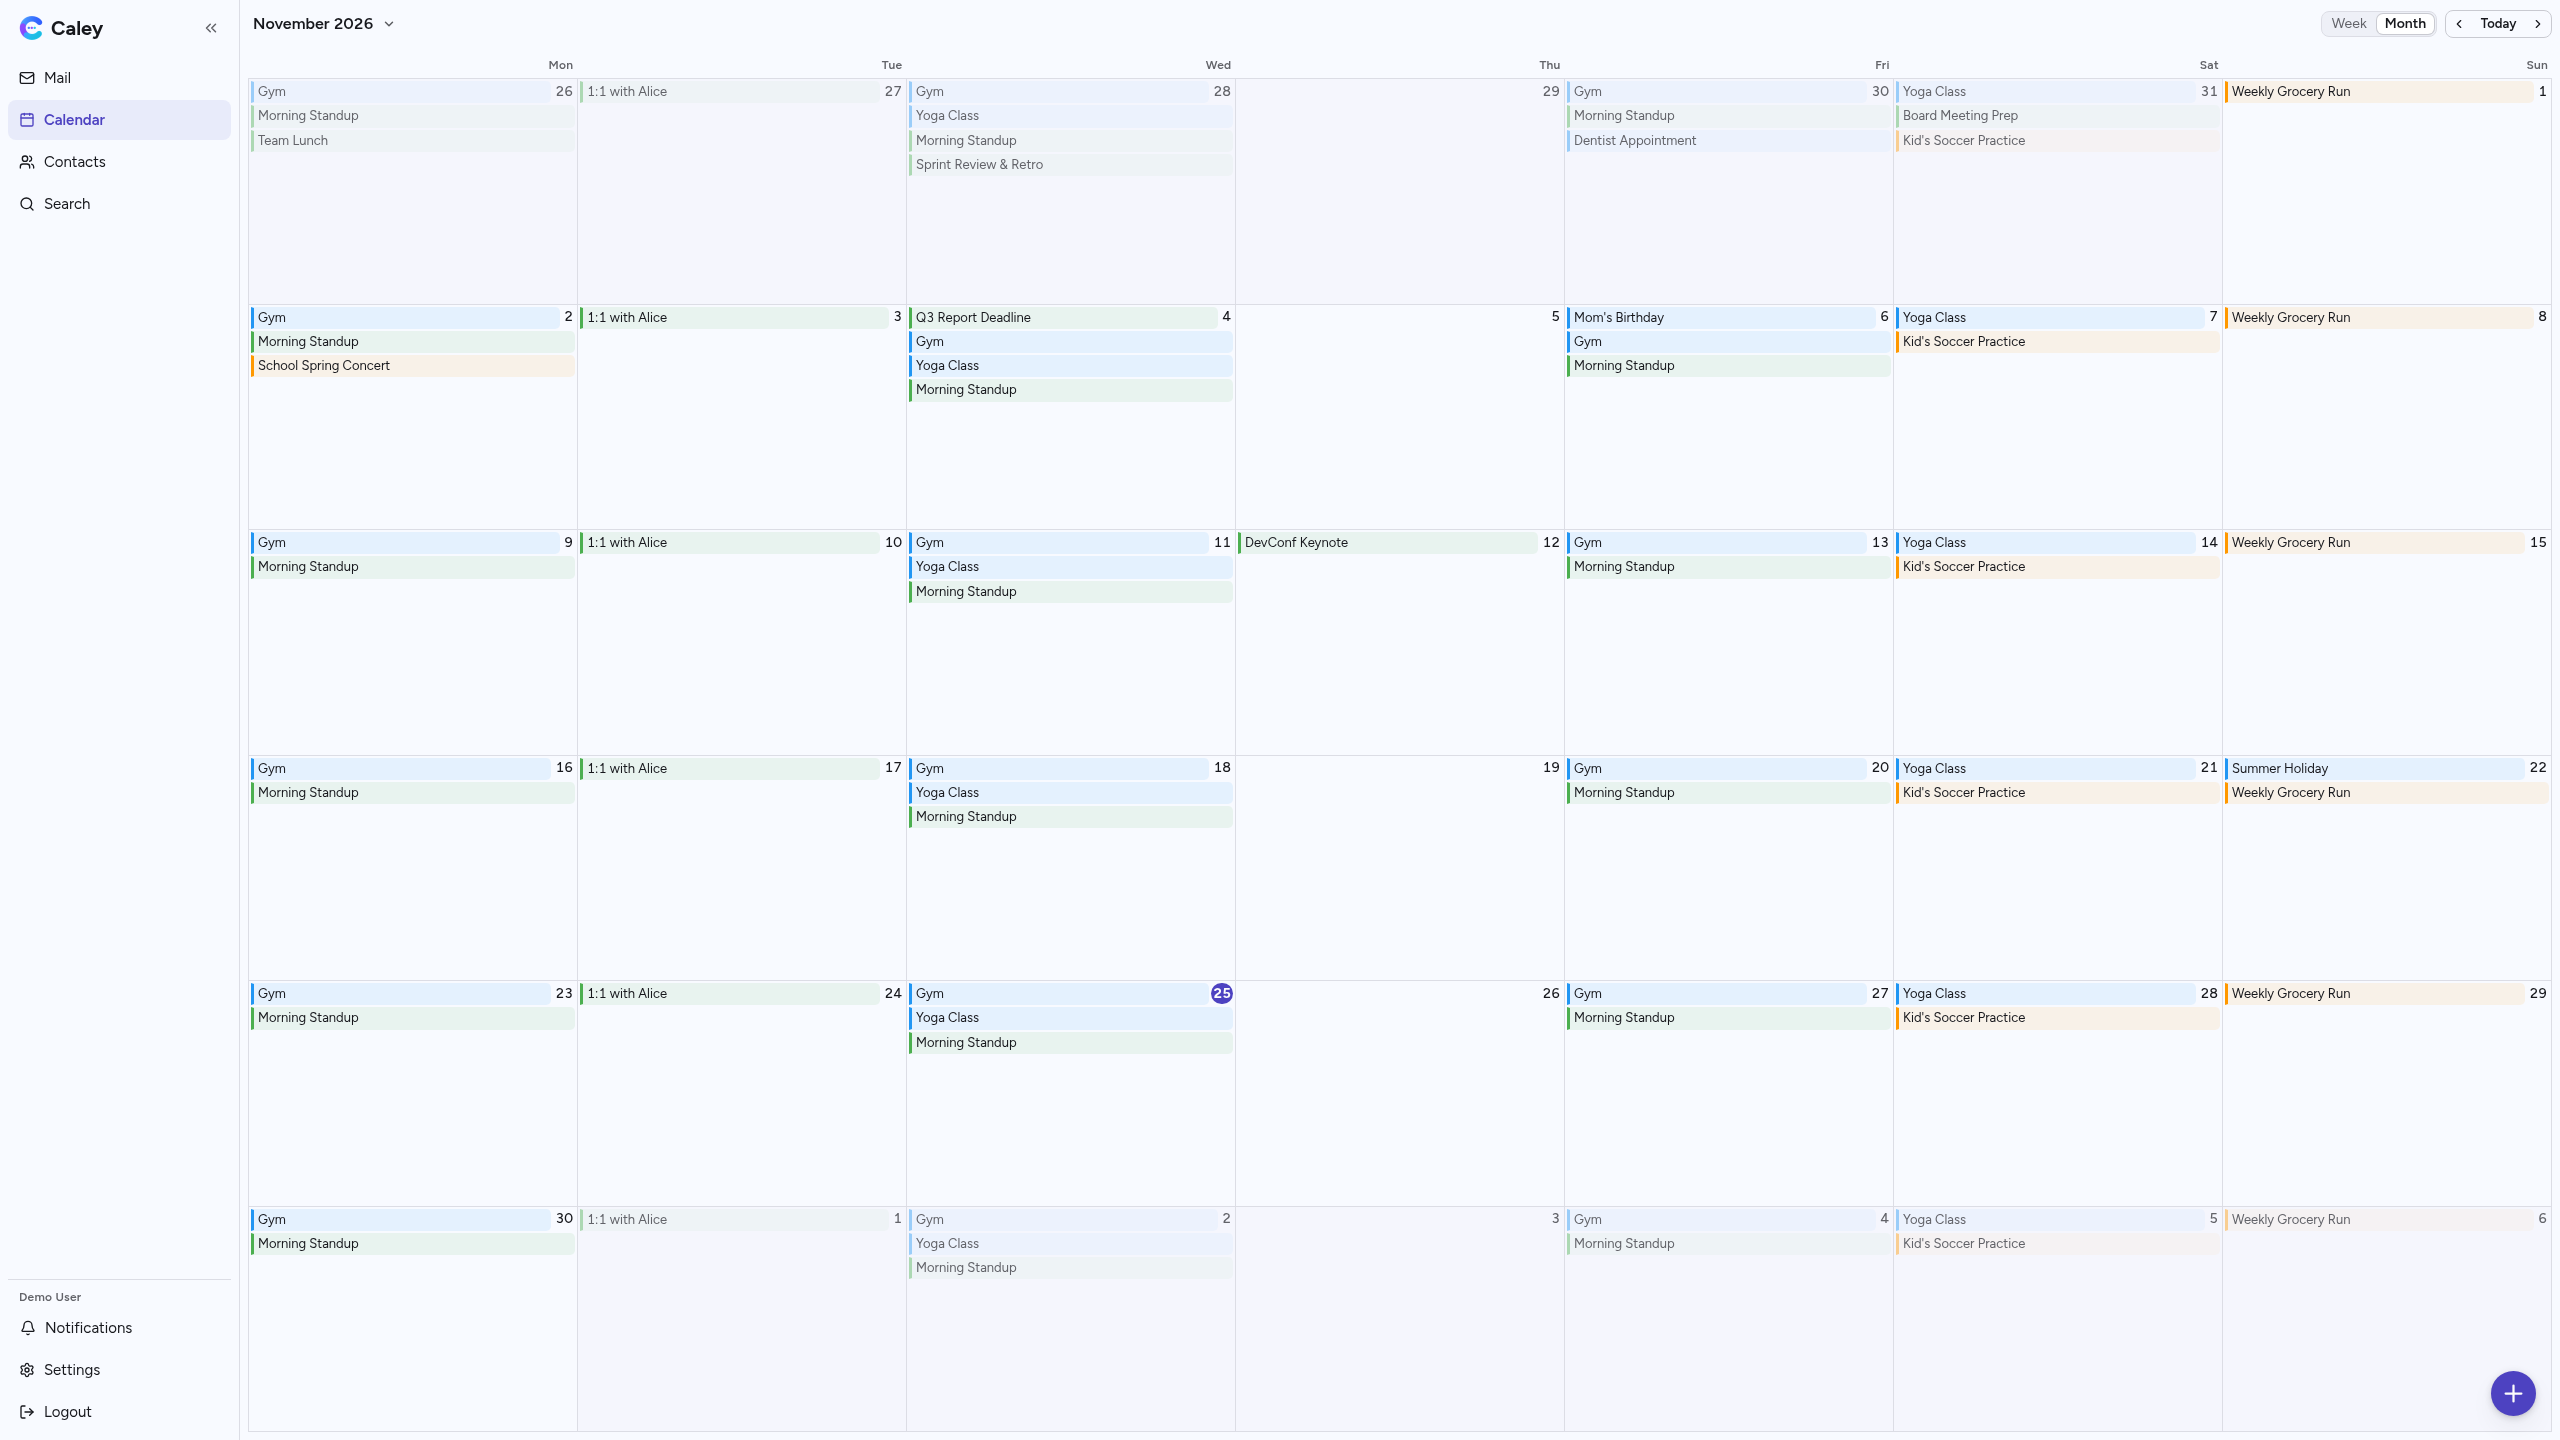 Caley
Mail
Calendar
Contacts
Search
Demo User
Notifications
Settings
Logout
November 2026
Week Month Today
Mon Tue Wed Thu Fri Sat Sun
Gym 26
Morning Standup
Team Lunch
1:1 with Alice 27
Gym 28
Yoga Class
Morning Standup
Sprint Review & Retro
29
Gym 30
Morning Standup
Dentist Appointment
Yoga Class 31
Board Meeting Prep
Kid's Soccer Practice
Weekly Grocery Run 1
Gym 2
Morning Standup
School Spring Concert
1:1 with Alice 3
Q3 Report Deadline 4
Gym
Yoga Class
Morning Standup
5
Mom's Birthday 6
Gym
Morning Standup
Yoga Class 7
Kid's Soccer Practice
Weekly Grocery Run 8
Gym 9
Morning Standup
1:1 with Alice 10
Gym 11
Yoga Class
Morning Standup
DevConf Keynote 12
Gym 13
Morning Standup
Yoga Class 14
Kid's Soccer Practice
Weekly Grocery Run 15
Gym 16
Morning Standup
1:1 with Alice 17
Gym 18
Yoga Class
Morning Standup
19
Gym 20
Morning Standup
Yoga Class 21
Kid's Soccer Practice
Summer Holiday 22
Weekly Grocery Run
Gym 23
Morning Standup
1:1 with Alice 24
Gym 25
Yoga Class
Morning Standup
26
Gym 27
Morning Standup
Yoga Class 28
Kid's Soccer Practice
Weekly Grocery Run 29
Gym 30
Morning Standup
1:1 with Alice 1
Gym 2
Yoga Class
Morning Standup
3
Gym 4
Morning Standup
Yoga Class 5
Kid's Soccer Practice
Weekly Grocery Run 6